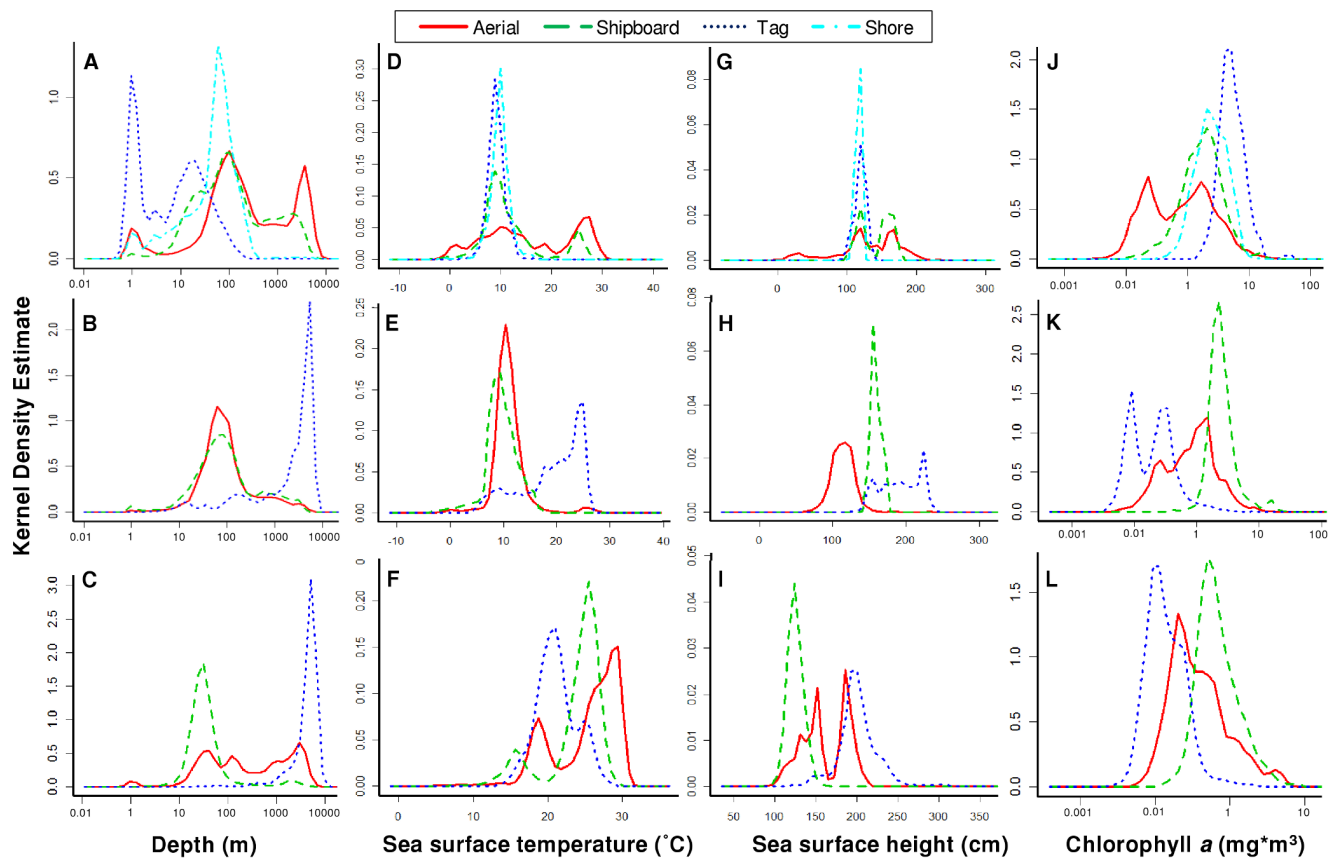 Aerial Shipboard Tag Shore
Kernel Density Estimate
A
0.0 0.5 1.0
0.01 1 10 100 1000 10000
D
0.00 0.05 0.10 0.15 0.20 0.25 0.30
-10 0 10 20 30 40
G
0.00 0.02 0.04 0.06 0.08
0 100 200 300
J
0.0 0.5 1.0 1.5 2.0
0.001 0.01 1 10 100
B
0.0 0.5 1.0 1.5 2.0
0.01 1 10 100 1000 10000
E
0.00 0.05 0.10 0.15 0.20 0.25
-10 0 10 20 30 40
H
0.00 0.02 0.04 0.06 0.08
0 100 200 300
K
0.0 0.5 1.0 1.5 2.0 2.5
0.001 0.01 1 10 100
C
0.0 0.5 1.0 1.5 2.0 2.5 3.0
0.01 1 10 100 1000 10000
F
0.00 0.05 0.10 0.15 0.20 0
0 10 20 30
I
0.00 0.01 0.02 0.03 0.04 0.05
50 100 150 200 250 300 350
L
0.0 0.5 1.0 1.5
0.001 0.01 1 10
Depth (m)
Sea surface temperature (˚C)
Sea surface height (cm)
Chlorophyll a (mg*m³)